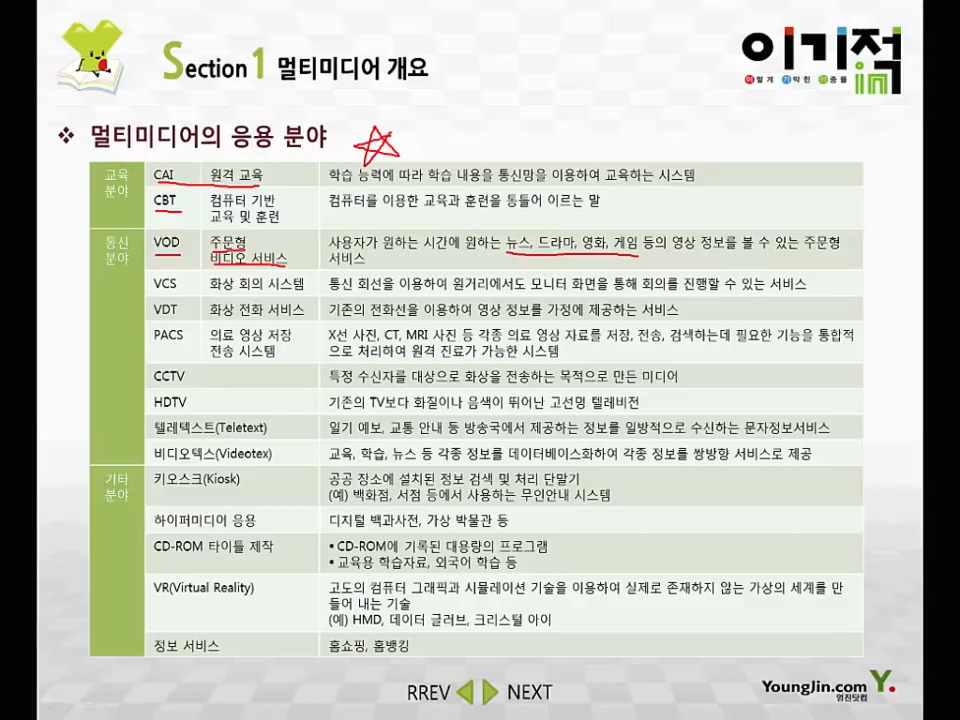 Section 1 멀티미디어 개요
이기적in
이렇게 기막힌 적중률
❖ 멀티미디어의 응용 분야
교육 분야
CAI 원격 교육 학습 능력에 따라 학습 내용을 통신망을 이용하여 교육하는 시스템
CBT 컴퓨터 기반 컴퓨터를 이용한 교육과 훈련을 통틀어 이르는 말
교육 및 훈련
통신 분야
VOD 주문형 사용자가 원하는 시간에 원하는 뉴스, 드라마, 영화, 게임 등의 영상 정보를 볼 수 있는 주문형
비디오 서비스 서비스
VCS 화상 회의 시스템 통신 회선을 이용하여 원거리에서도 모니터 화면을 통해 회의를 진행할 수 있는 서비스
VDT 화상 전화 서비스 기존의 전화선을 이용하여 영상 정보를 가정에 제공하는 서비스
PACS 의료 영상 저장 X선 사진, CT, MRI 사진 등 각종 의료 영상 자료를 저장, 전송, 검색하는데 필요한 기능을 통합적
전송 시스템 으로 처리하여 원격 진료가 가능한 시스템
CCTV 특정 수신자를 대상으로 화상을 전송하는 목적으로 만든 미디어
HDTV 기존의 TV보다 화질이나 음색이 뛰어난 고선명 텔레비전
텔레텍스트(Teletext) 일기 예보, 교통 안내 등 방송국에서 제공하는 정보를 일방적으로 수신하는 문자정보서비스
비디오텍스(Videotex) 교육, 학습, 뉴스 등 각종 정보를 데이터베이스화하여 각종 정보를 쌍방향 서비스로 제공
기타 분야
키오스크(Kiosk) 공공 장소에 설치된 정보 검색 및 처리 단말기
(예) 백화점, 서점 등에서 사용하는 무인안내 시스템
하이퍼미디어 응용 디지털 백과사전, 가상 박물관 등
CD-ROM 타이틀 제작 •CD-ROM에 기록된 대용량의 프로그램
•교육용 학습자료, 외국어 학습 등
VR(Virtual Reality) 고도의 컴퓨터 그래픽과 시뮬레이션 기술을 이용하여 실제로 존재하지 않는 가상의 세계를 만
들어 내는 기술
(예) HMD, 데이터 글러브, 크리스털 아이
정보 서비스 홈쇼핑, 홈뱅킹
RREV NEXT
YoungJin.com Y.
영진닷컴